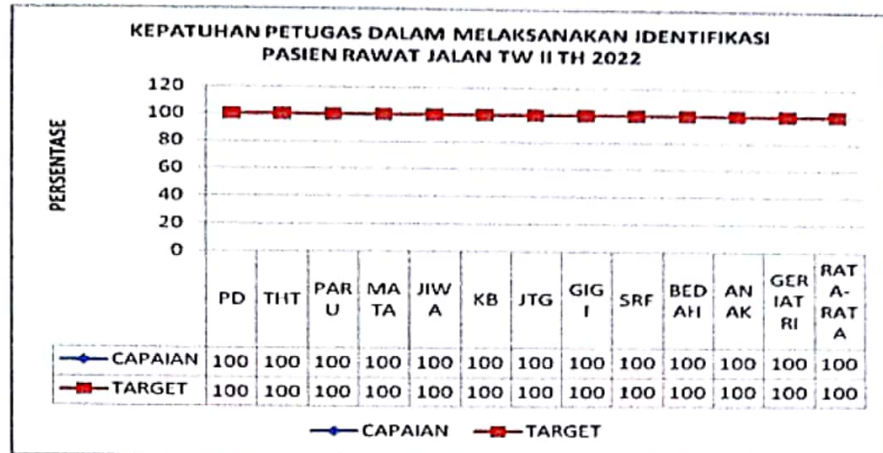 KEPATUHAN PETUGAS DALAM MELAKSANAKAN IDENTIFIKASI
PASIEN RAWAT JALAN TW II TH 2022
PERSENTASE
120
100
80
60
40
20
0
PD THT PAR MA JIW KB JTG GIG SRF BED AN GER RAT
U TA A I AH AK IATRI A-
RAT
A
CAPAIAN 100 100 100 100 100 100 100 100 100 100 100 100 100
TARGET 100 100 100 100 100 100 100 100 100 100 100 100 100
CAPAIAN TARGET